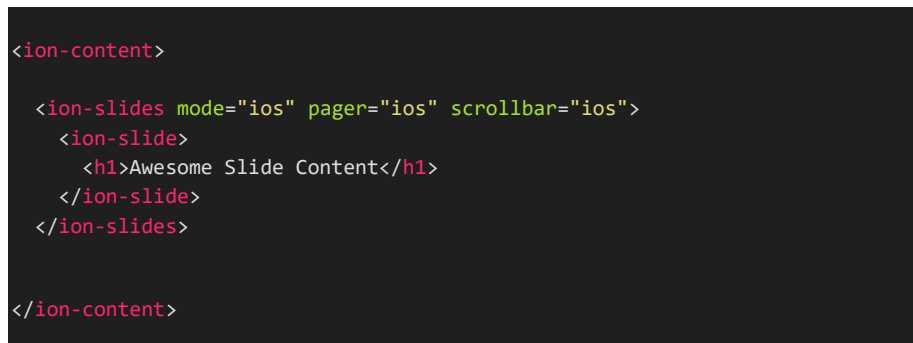 <ion-content>
<ion-slides mode="ios" pager="ios" scrollbar="ios">
<ion-slide>
<h1>Awesome Slide Content</h1>
</ion-slide>
</ion-slides>
</ion-content>